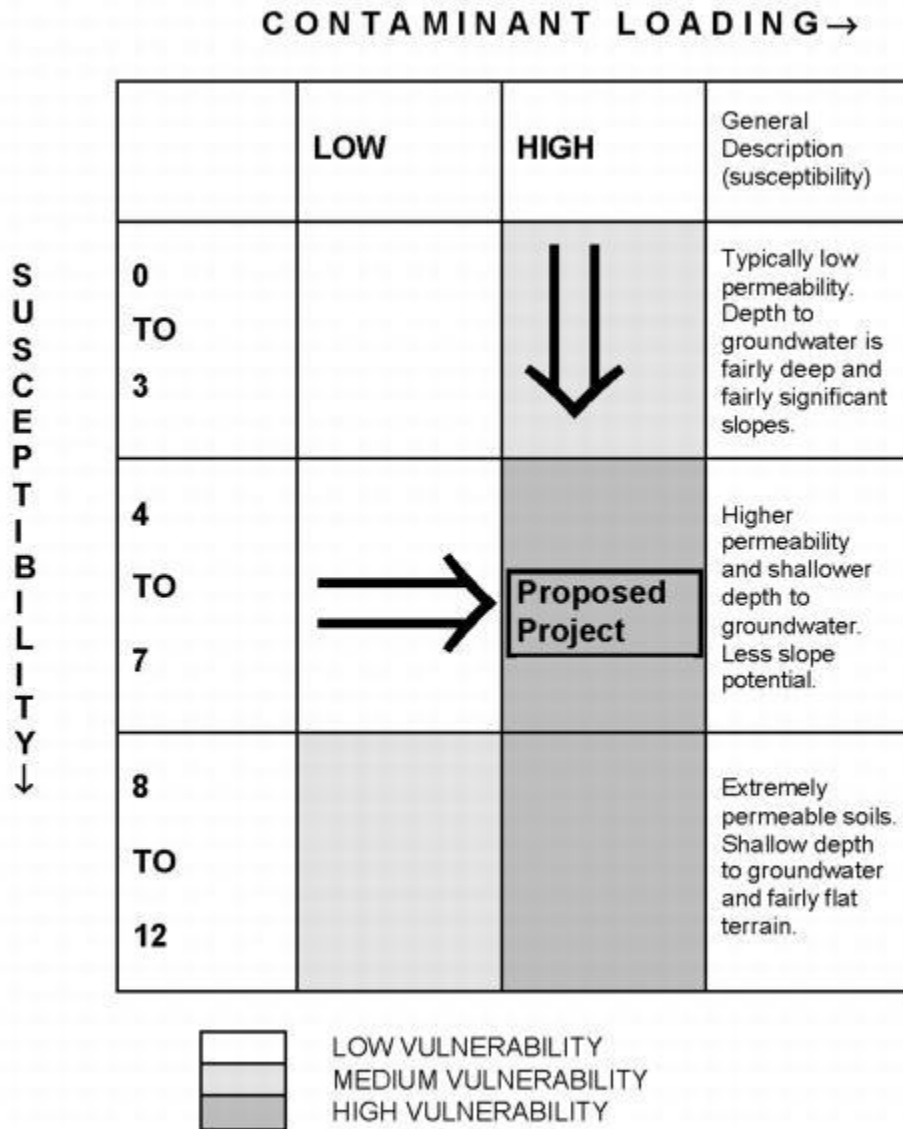 CONTAMINANT LOADING→
LOW
HIGH
General
Description
(susceptibility)
SUSCEPTIBILITY↓
0
TO
3
Typically low
permeability.
Depth to
groundwater is
fairly deep and
fairly significant
slopes.
4
TO
7
Proposed
Project
Higher
permeability
and shallower
depth to
groundwater.
Less slope
potential.
8
TO
12
Extremely
permeable soils.
Shallow depth
to groundwater
and fairly flat
terrain.
LOW VULNERABILITY
MEDIUM VULNERABILITY
HIGH VULNERABILITY